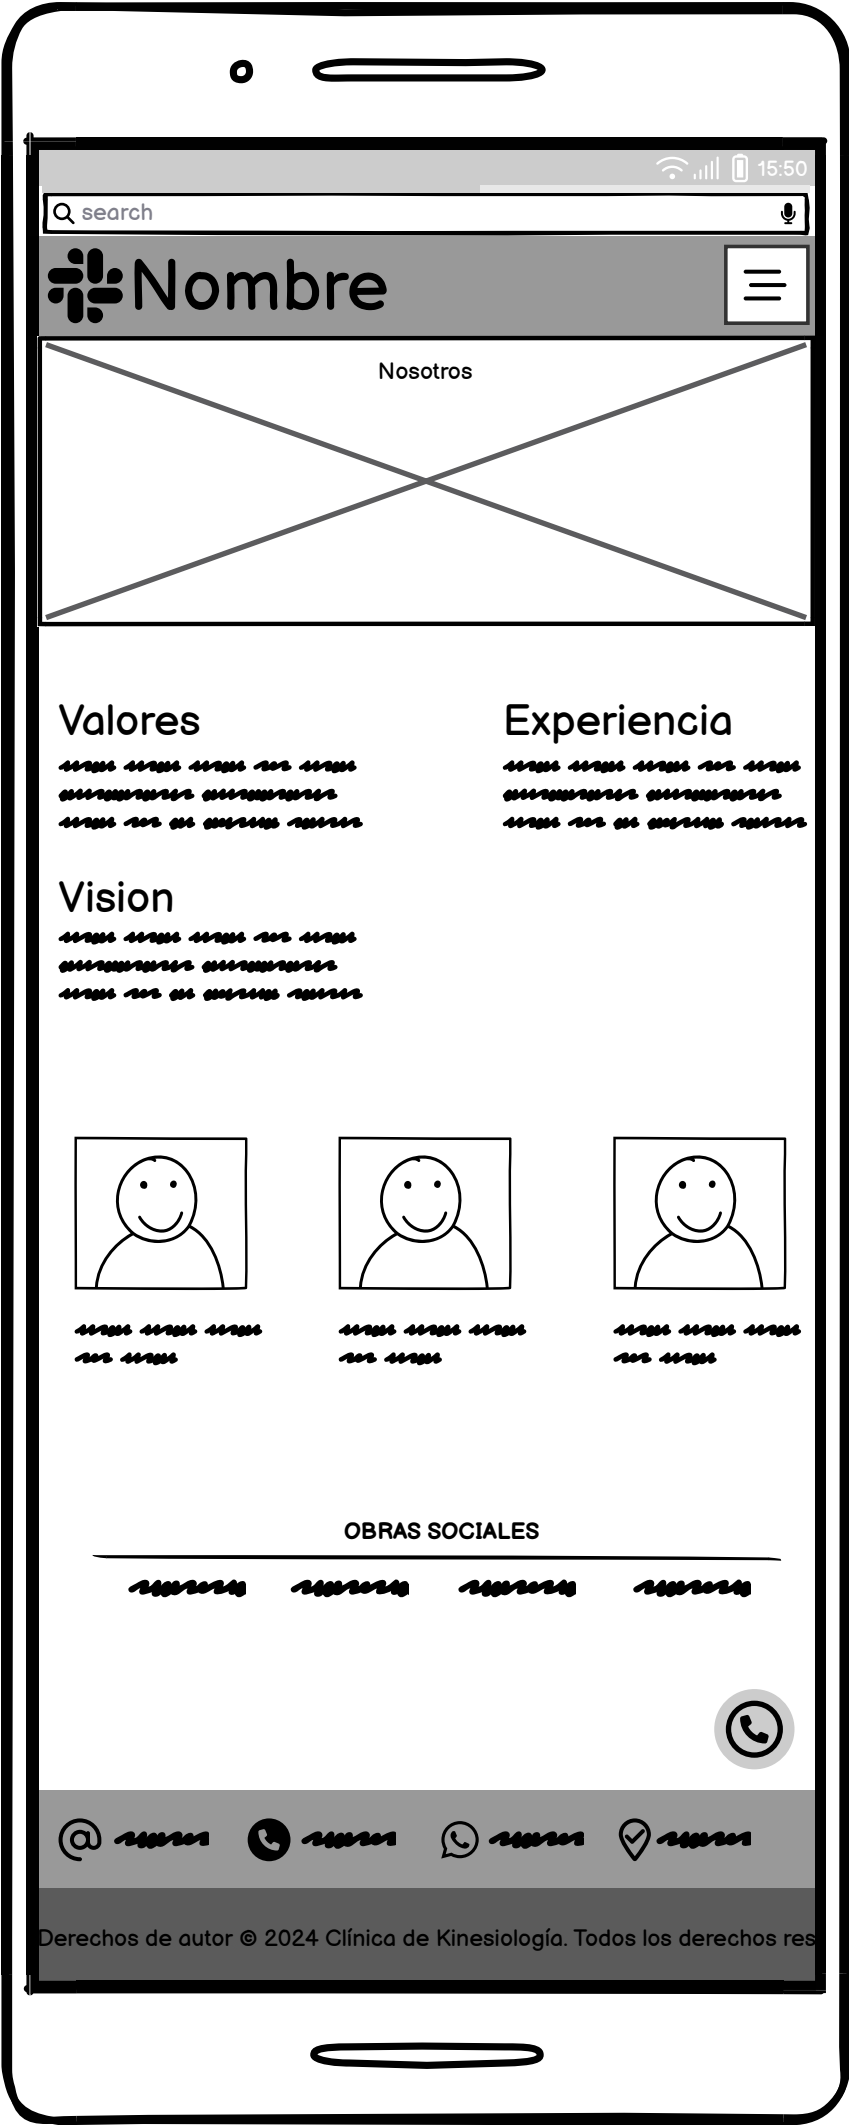 15:50
search
Nombre
Nosotros
Valores
Experiencia
Vision
OBRAS SOCIALES
Derechos de autor © 2024 Clínica de Kinesiología. Todos los derechos res